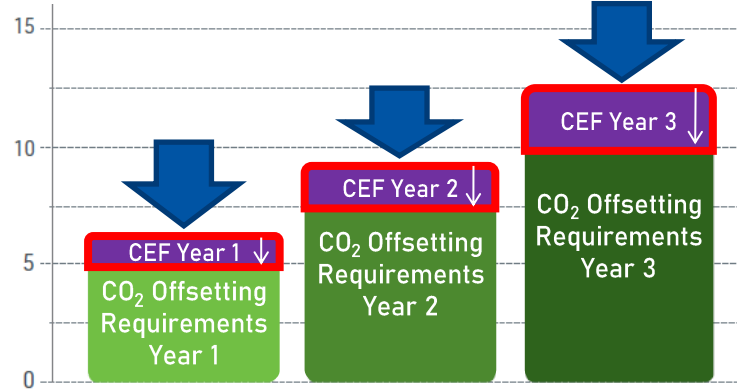 15
10
5
0
CEF Year 1
CO₂ Offsetting
Requirements
Year 1
CEF Year 2
CO₂ Offsetting
Requirements
Year 2
CEF Year 3
CO₂ Offsetting
Requirements
Year 3